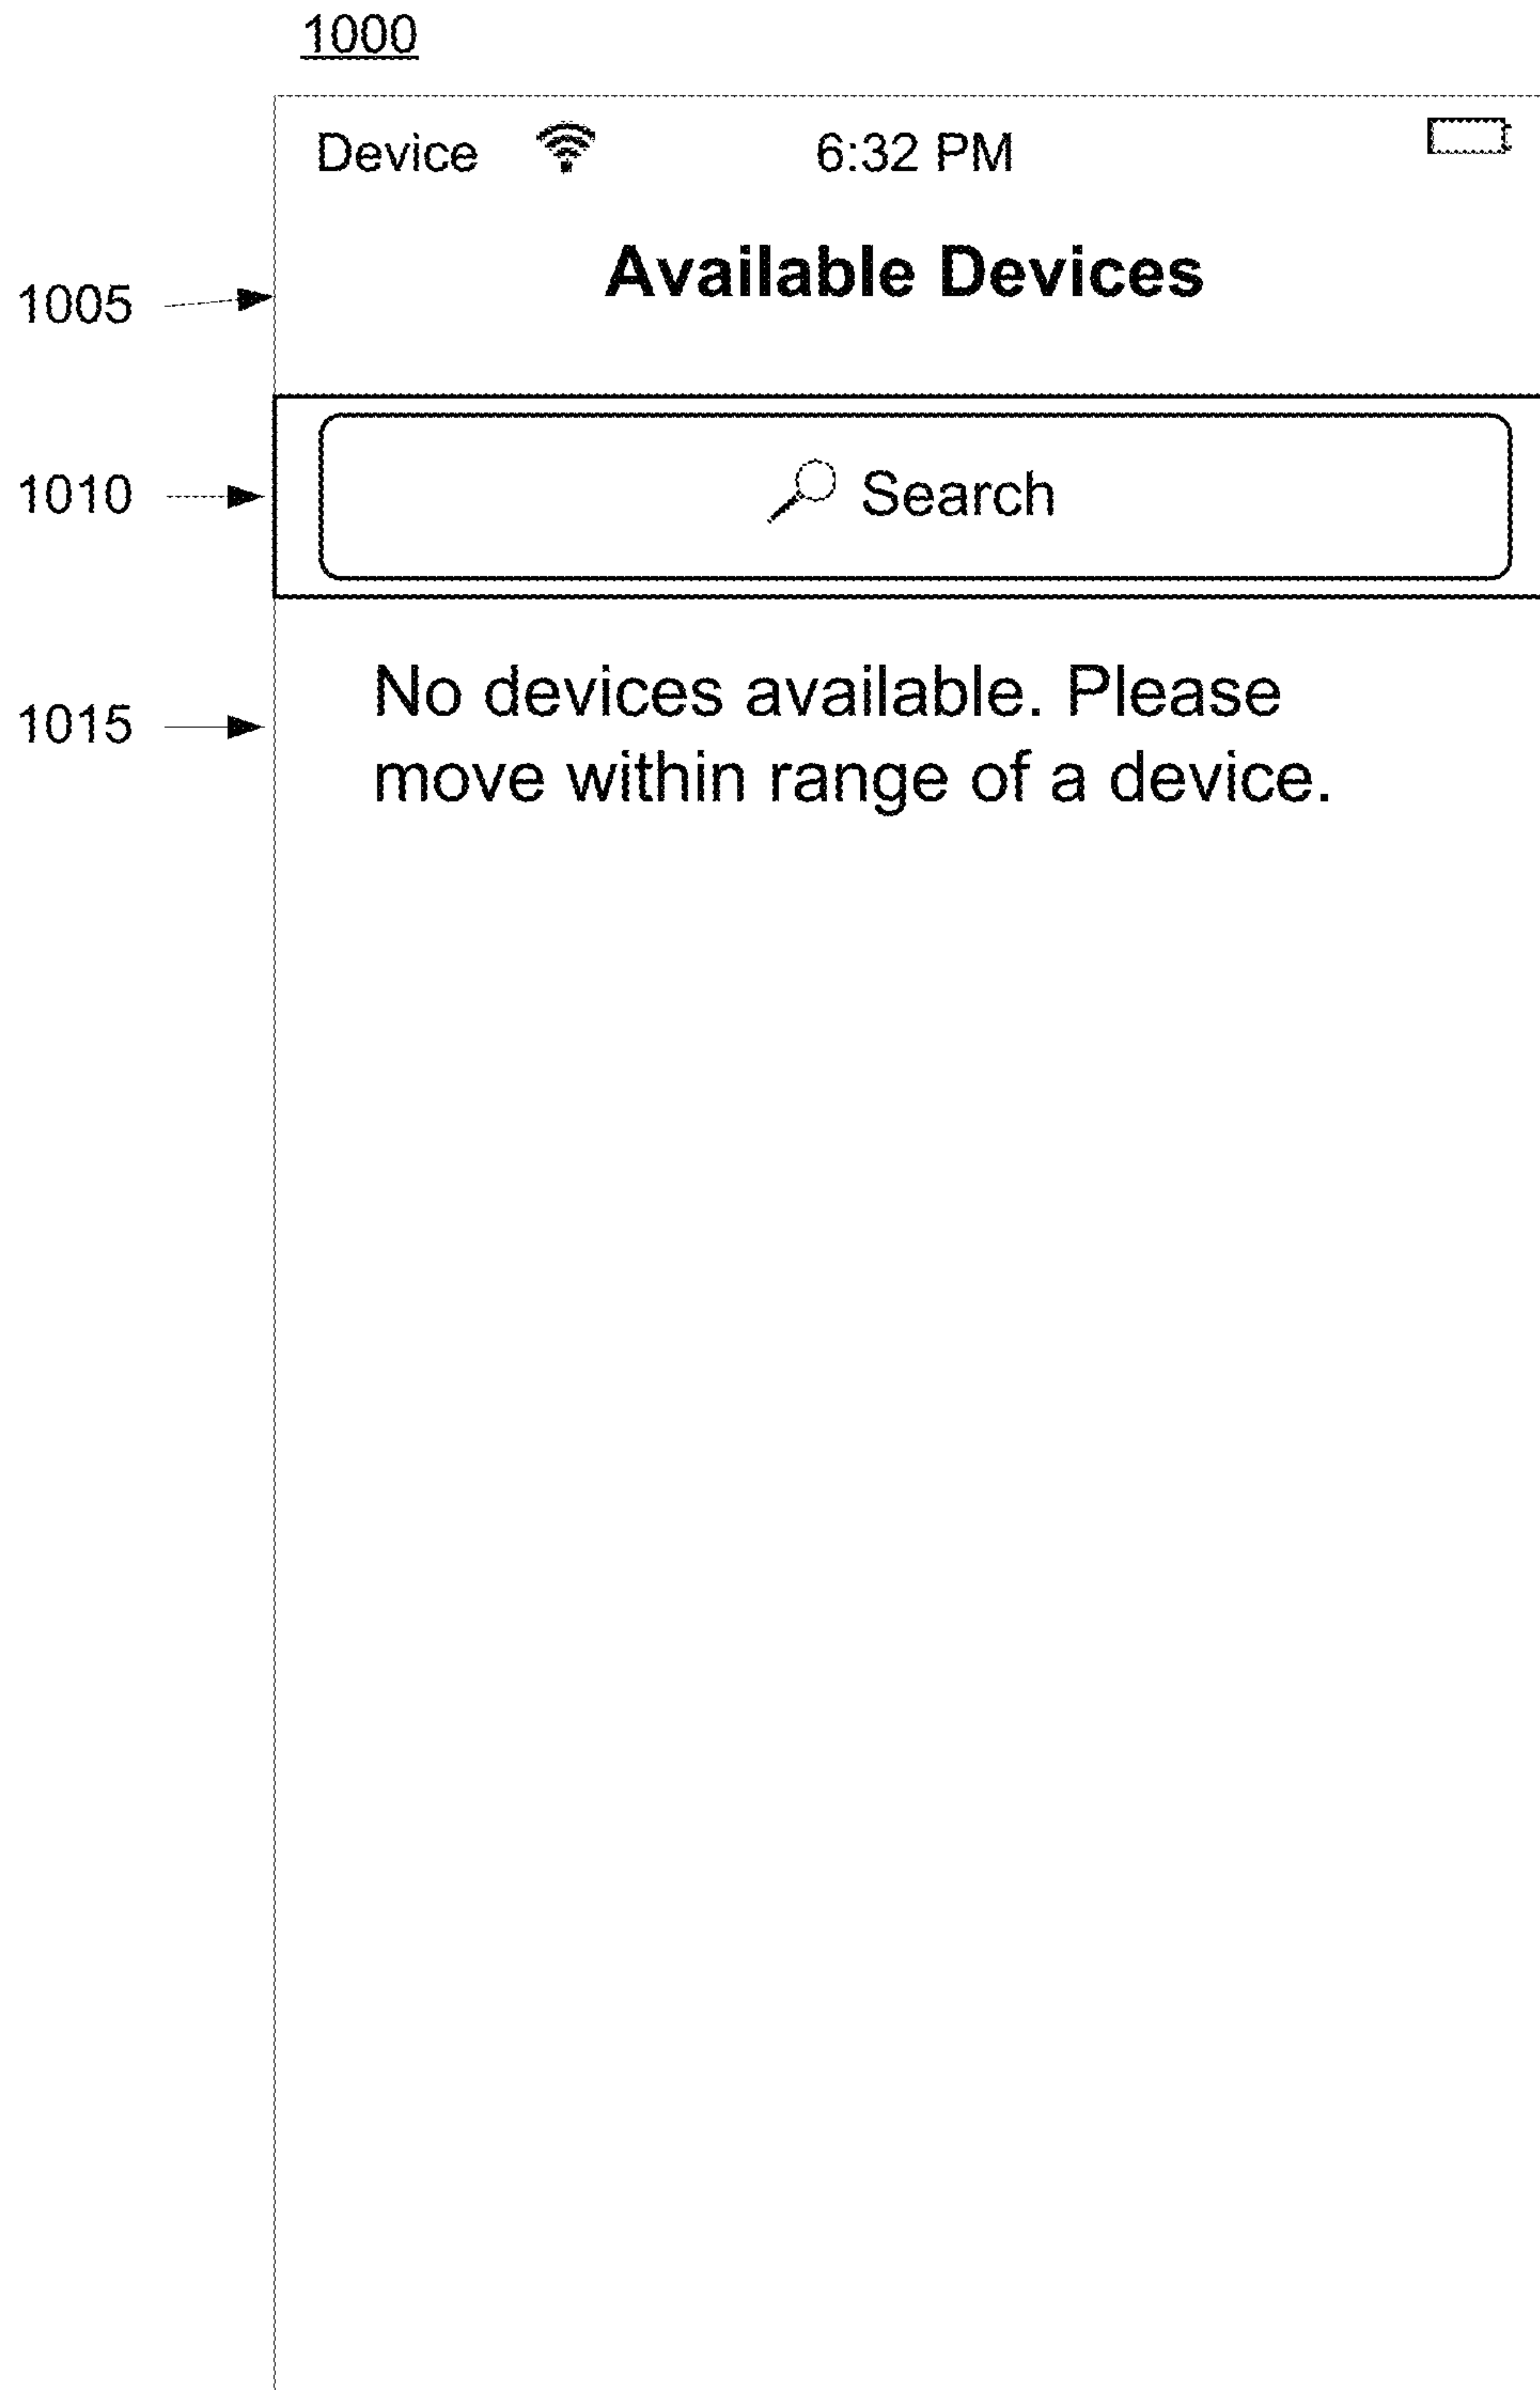 1000
Device 6:32 PM
1005 Available Devices
1010 Search
1015 No devices available. Please
move within range of a device.